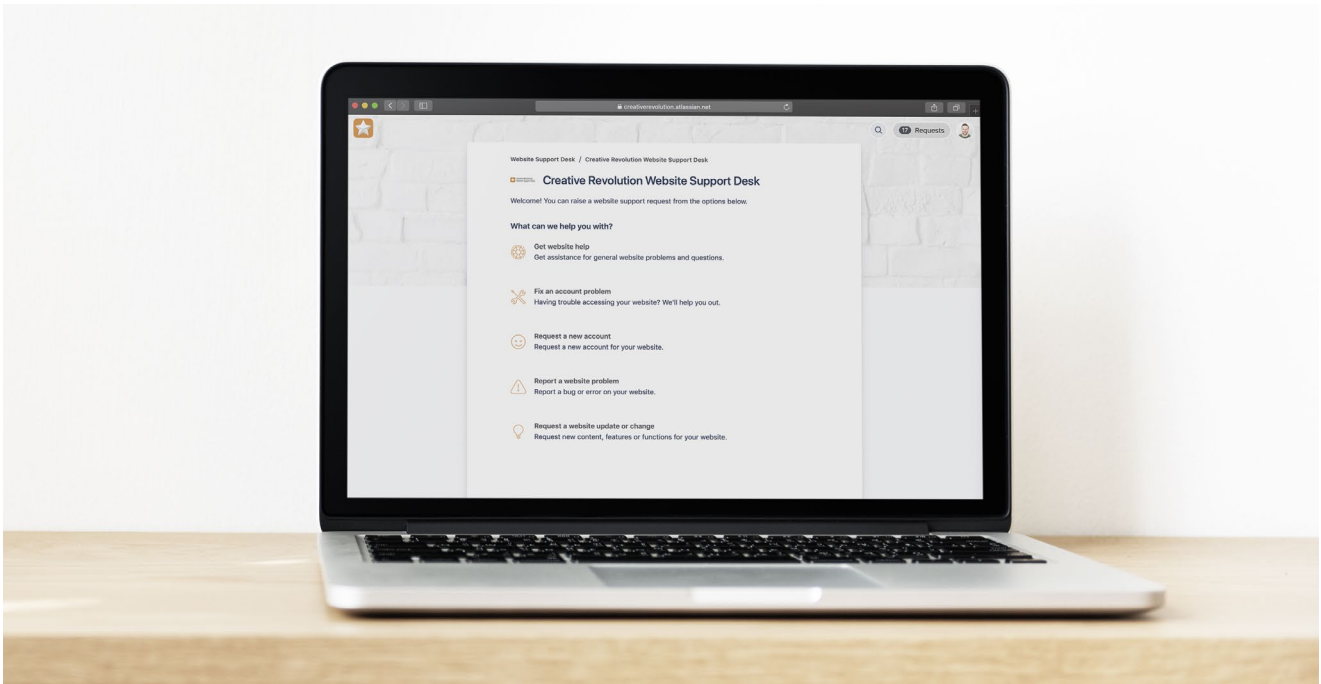 creativerevolution.atlassian.net
17 Requests
Website Support Desk / Creative Revolution Website Support Desk
Creative Revolution Website Support Desk
Welcome! You can raise a website support request from the options below.
What can we help you with?
Get website help
Get assistance for general website problems and questions.
Fix an account problem
Having trouble accessing your website? We'll help you out.
Request a new account
Request a new account for your website.
Report a website problem
Report a bug or error on your website.
Request a website update or change
Request new content, features or functions for your website.